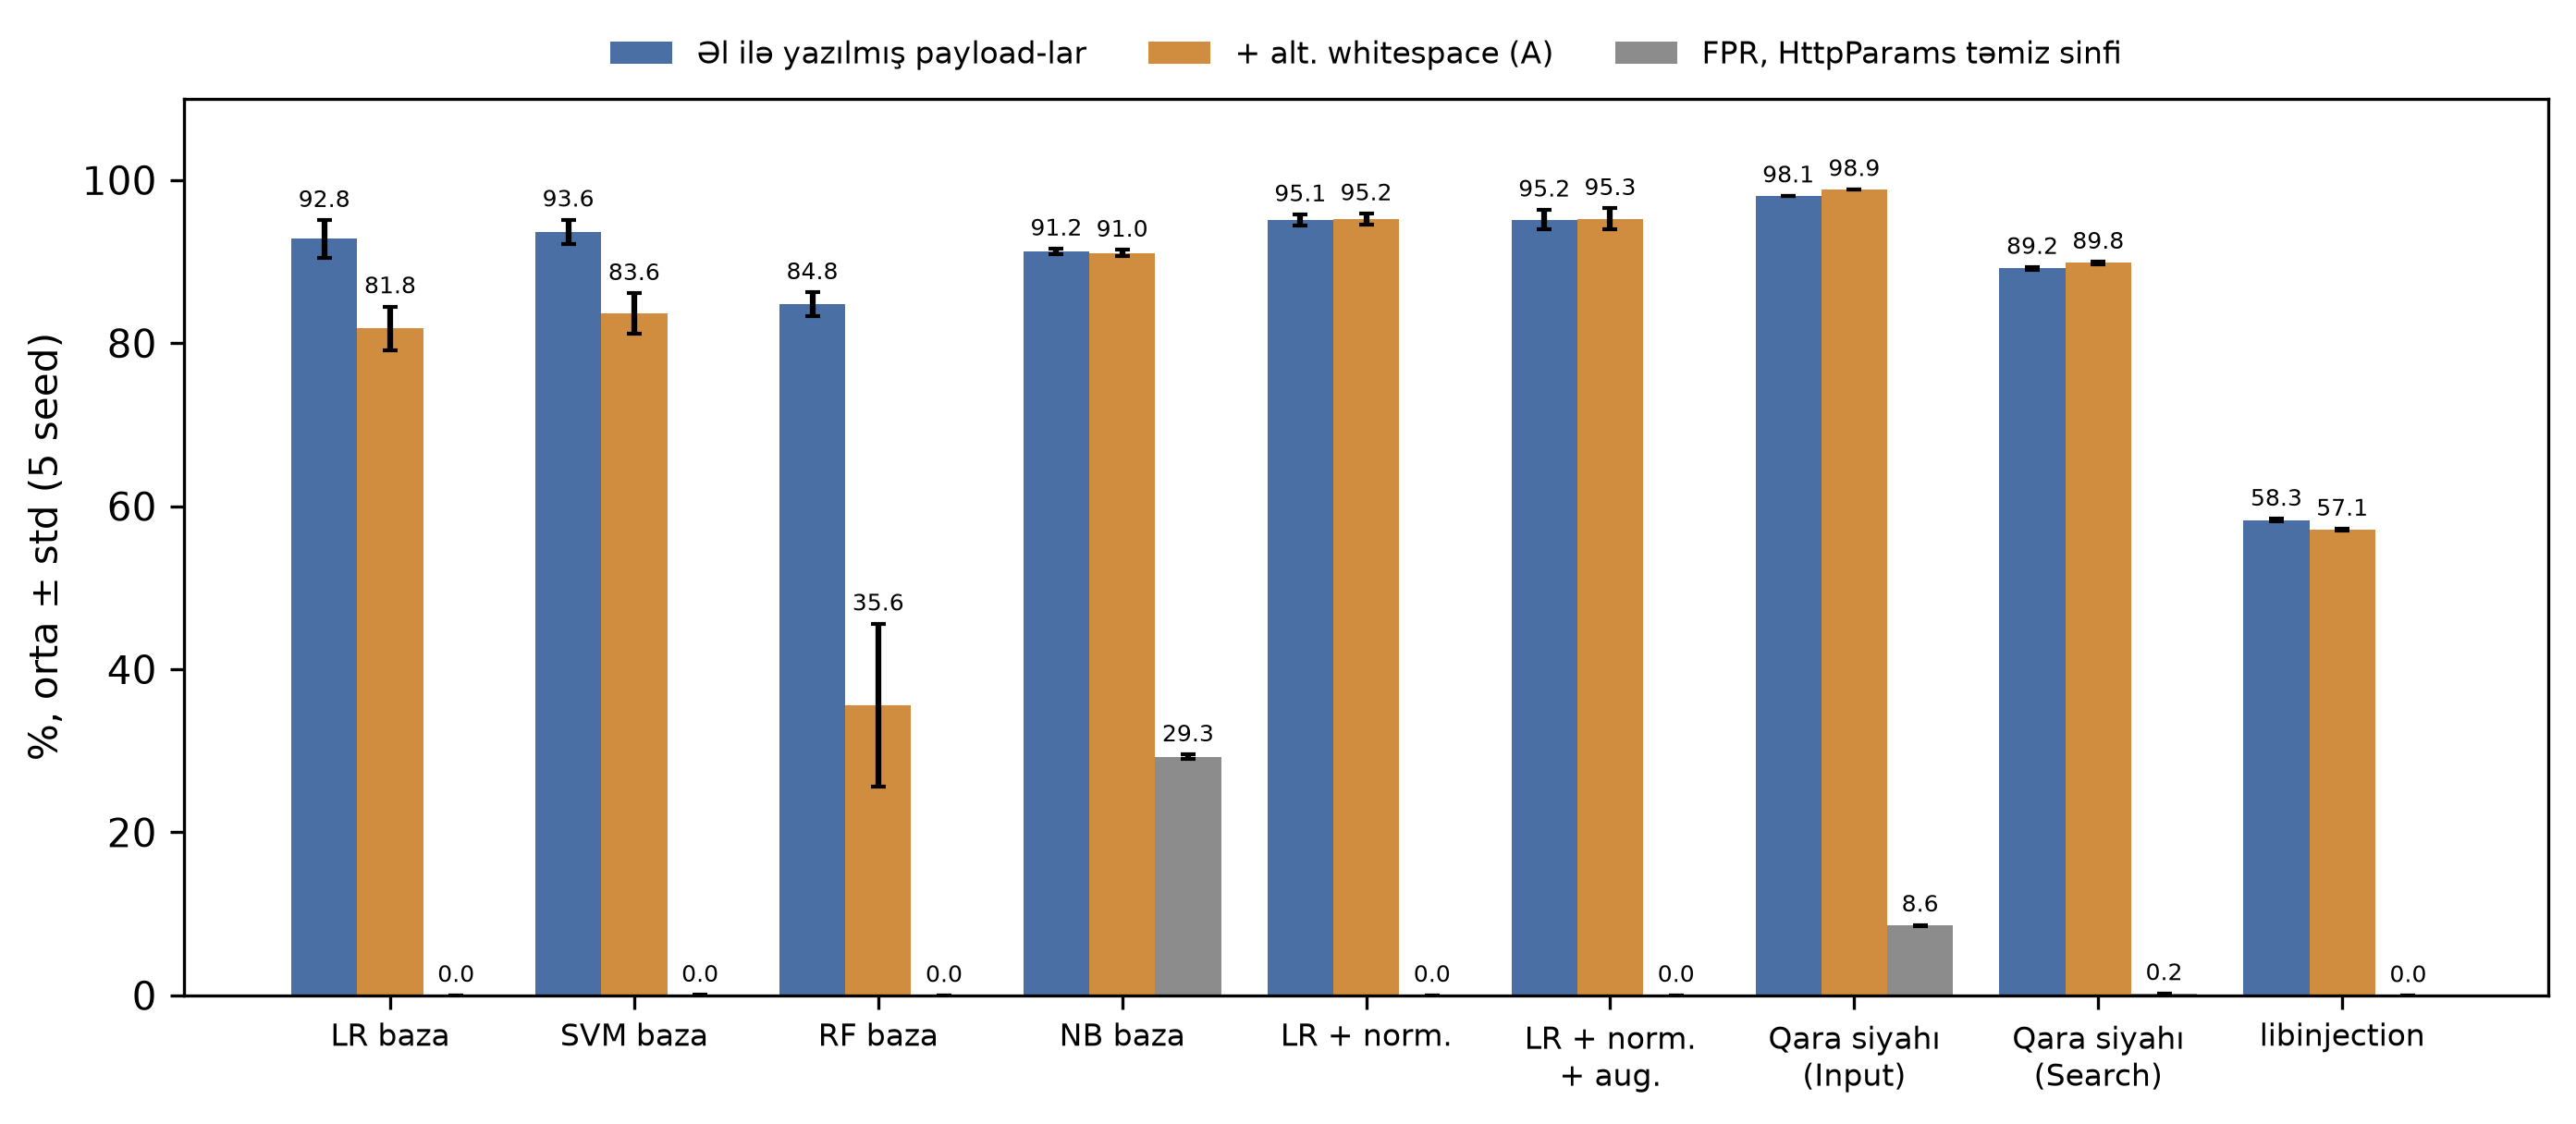 Əl ilə yazılmış payload-lar + alt. whitespace (A) FPR, HttpParams təmiz sinfi
%, orta ± std (5 seed)
100
80
60
40
20
0
92.8 81.8 0.0
93.6 83.6 0.0
84.8 35.6 0.0
91.2 91.0 29.3
95.1 95.2 0.0
95.2 95.3 0.0
98.1 98.9 8.6
89.2 89.8 0.2
58.3 57.1 0.0
LR baza
SVM baza
RF baza
NB baza
LR + norm.
LR + norm.
+ aug.
Qara siyahı
(Input)
Qara siyahı
(Search)
libinjection